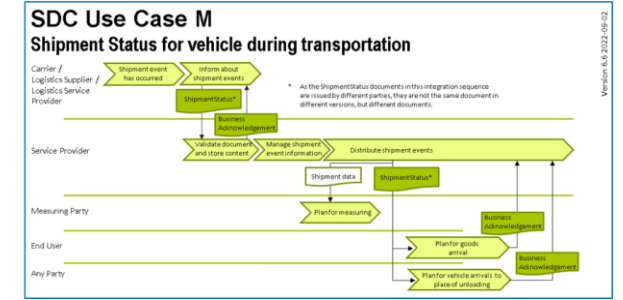 SDC Use Case M
Shipment Status for vehicle during transportation
Version 6,6 2022-09-02
Carrier /
Logistics Supplier /
Logistics Service
Provider
Shipment event
has occurred
Inform about
shipment events
* As the ShipmentStatus documents in this integration sequence
are issued by different parties, they are not the same document in
different versions, but different documents.
ShipmentStatus*
Business
Acknowledgement
Service Provider
Validate document
and store content
Manage shipment
event information
Distribute shipment events
Shipment data
ShipmentStatus*
Measuring Party
Plan for measuring
Business
Acknowledgement
End User
Plan for goods
arrival
Business
Acknowledgement
Any Party
Plan for vehicle arrivals to
place of unloading